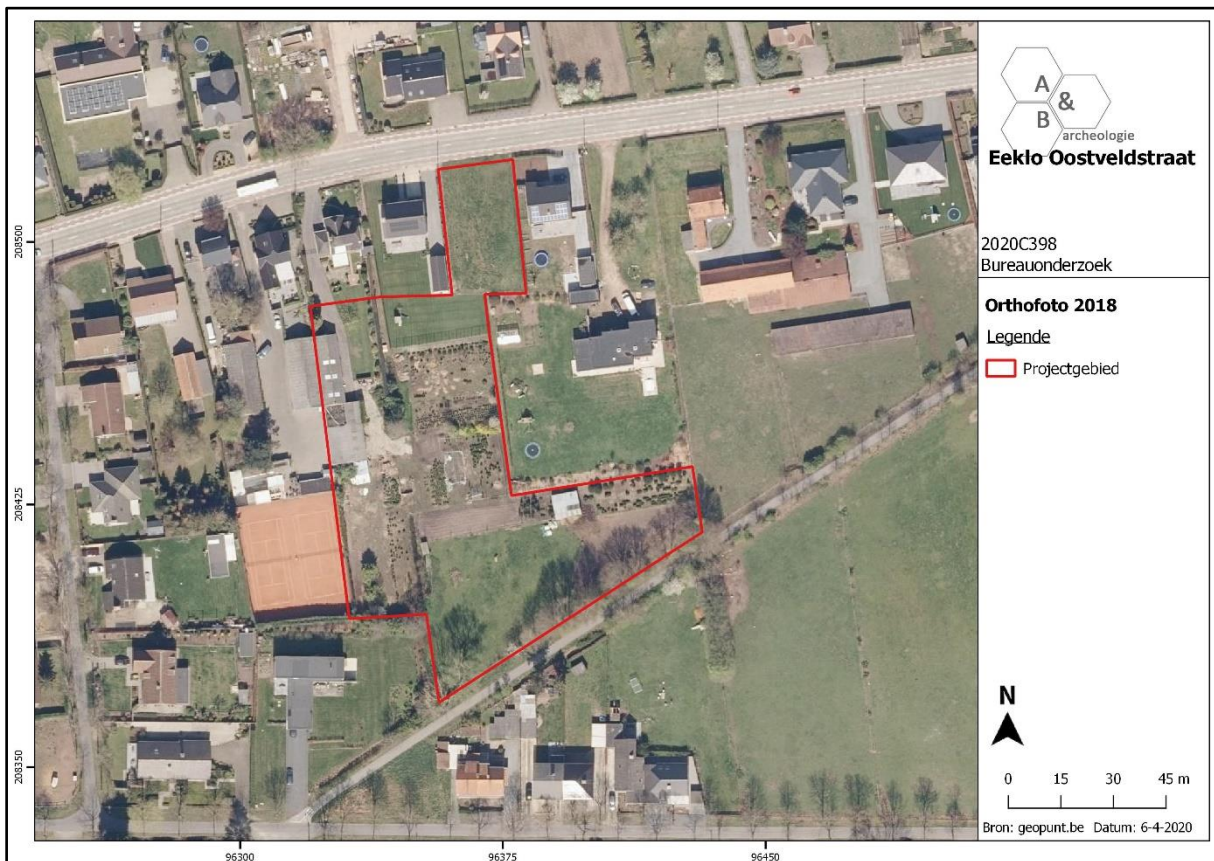 A
&
B
archeologie
Eeklo Oostveldstraat
2020C398
Bureauonderzoek
Orthofoto 2018
Legende
Projectgebied
N
0 15 30 45 m
Bron: geopunt.be Datum: 6-4-2020
208500
208425
208350
96300 96375 96450